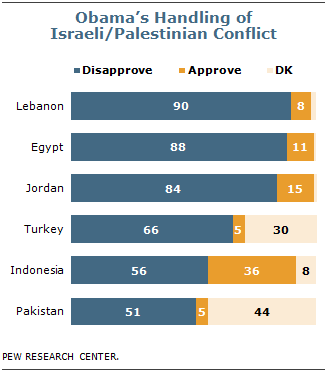 Obama's Handling of
Israeli/Palestinian Conflict
Disapprove Approve DK
Lebanon 90 8
Egypt 88 11
Jordan 84 15
Turkey 66 5 30
Indonesia 56 36 8
Pakistan 51 5 44
PEW RESEARCH CENTER.